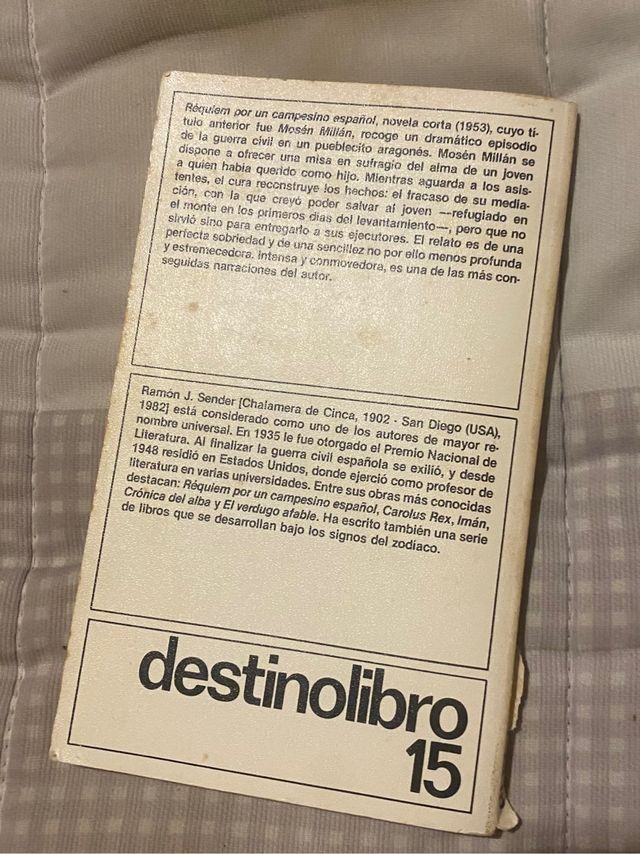 Réquiem por un campesino español, novela corta (1953), cuyo tí-
tulo anterior fue Mosén Millán, recoge un dramático episodio
de la guerra civil en un pueblecito aragonés. Mosén Millán se
dispone a ofrecer una misa en sufragio del alma de un joven
a quien había querido como hijo. Mientras aguarda a los asis-
tentes, el cura reconstruye los hechos: el fracaso de su media-
ción, con la que creyó poder salvar al joven —refugiado en
el monte en los primeros días del levantamiento—, pero que no
sirvió sino para entregarlo a sus ejecutores. El relato es de una
perfecta sobriedad y de una sencillez no por ello menos profunda
y estremecedora. Intensa y conmovedora, es una de las más con-
seguidas narraciones del autor.
Ramón J. Sender [Chalamera de Cinca, 1902 - San Diego (USA),
1982] está considerado como uno de los autores de mayor re-
nombre universal. En 1935 le fue otorgado el Premio Nacional de
Literatura. Al finalizar la guerra civil española se exilió, y desde
1948 residió en Estados Unidos, donde ejerció como profesor de
literatura en varias universidades. Entre sus obras más conocidas
destacan: Réquiem por un campesino español, Carolus Rex, Imán,
Crónica del alba y El verdugo afable. Ha escrito también una serie
de libros que se desarrollan bajo los signos del zodíaco.
destinolibro
15